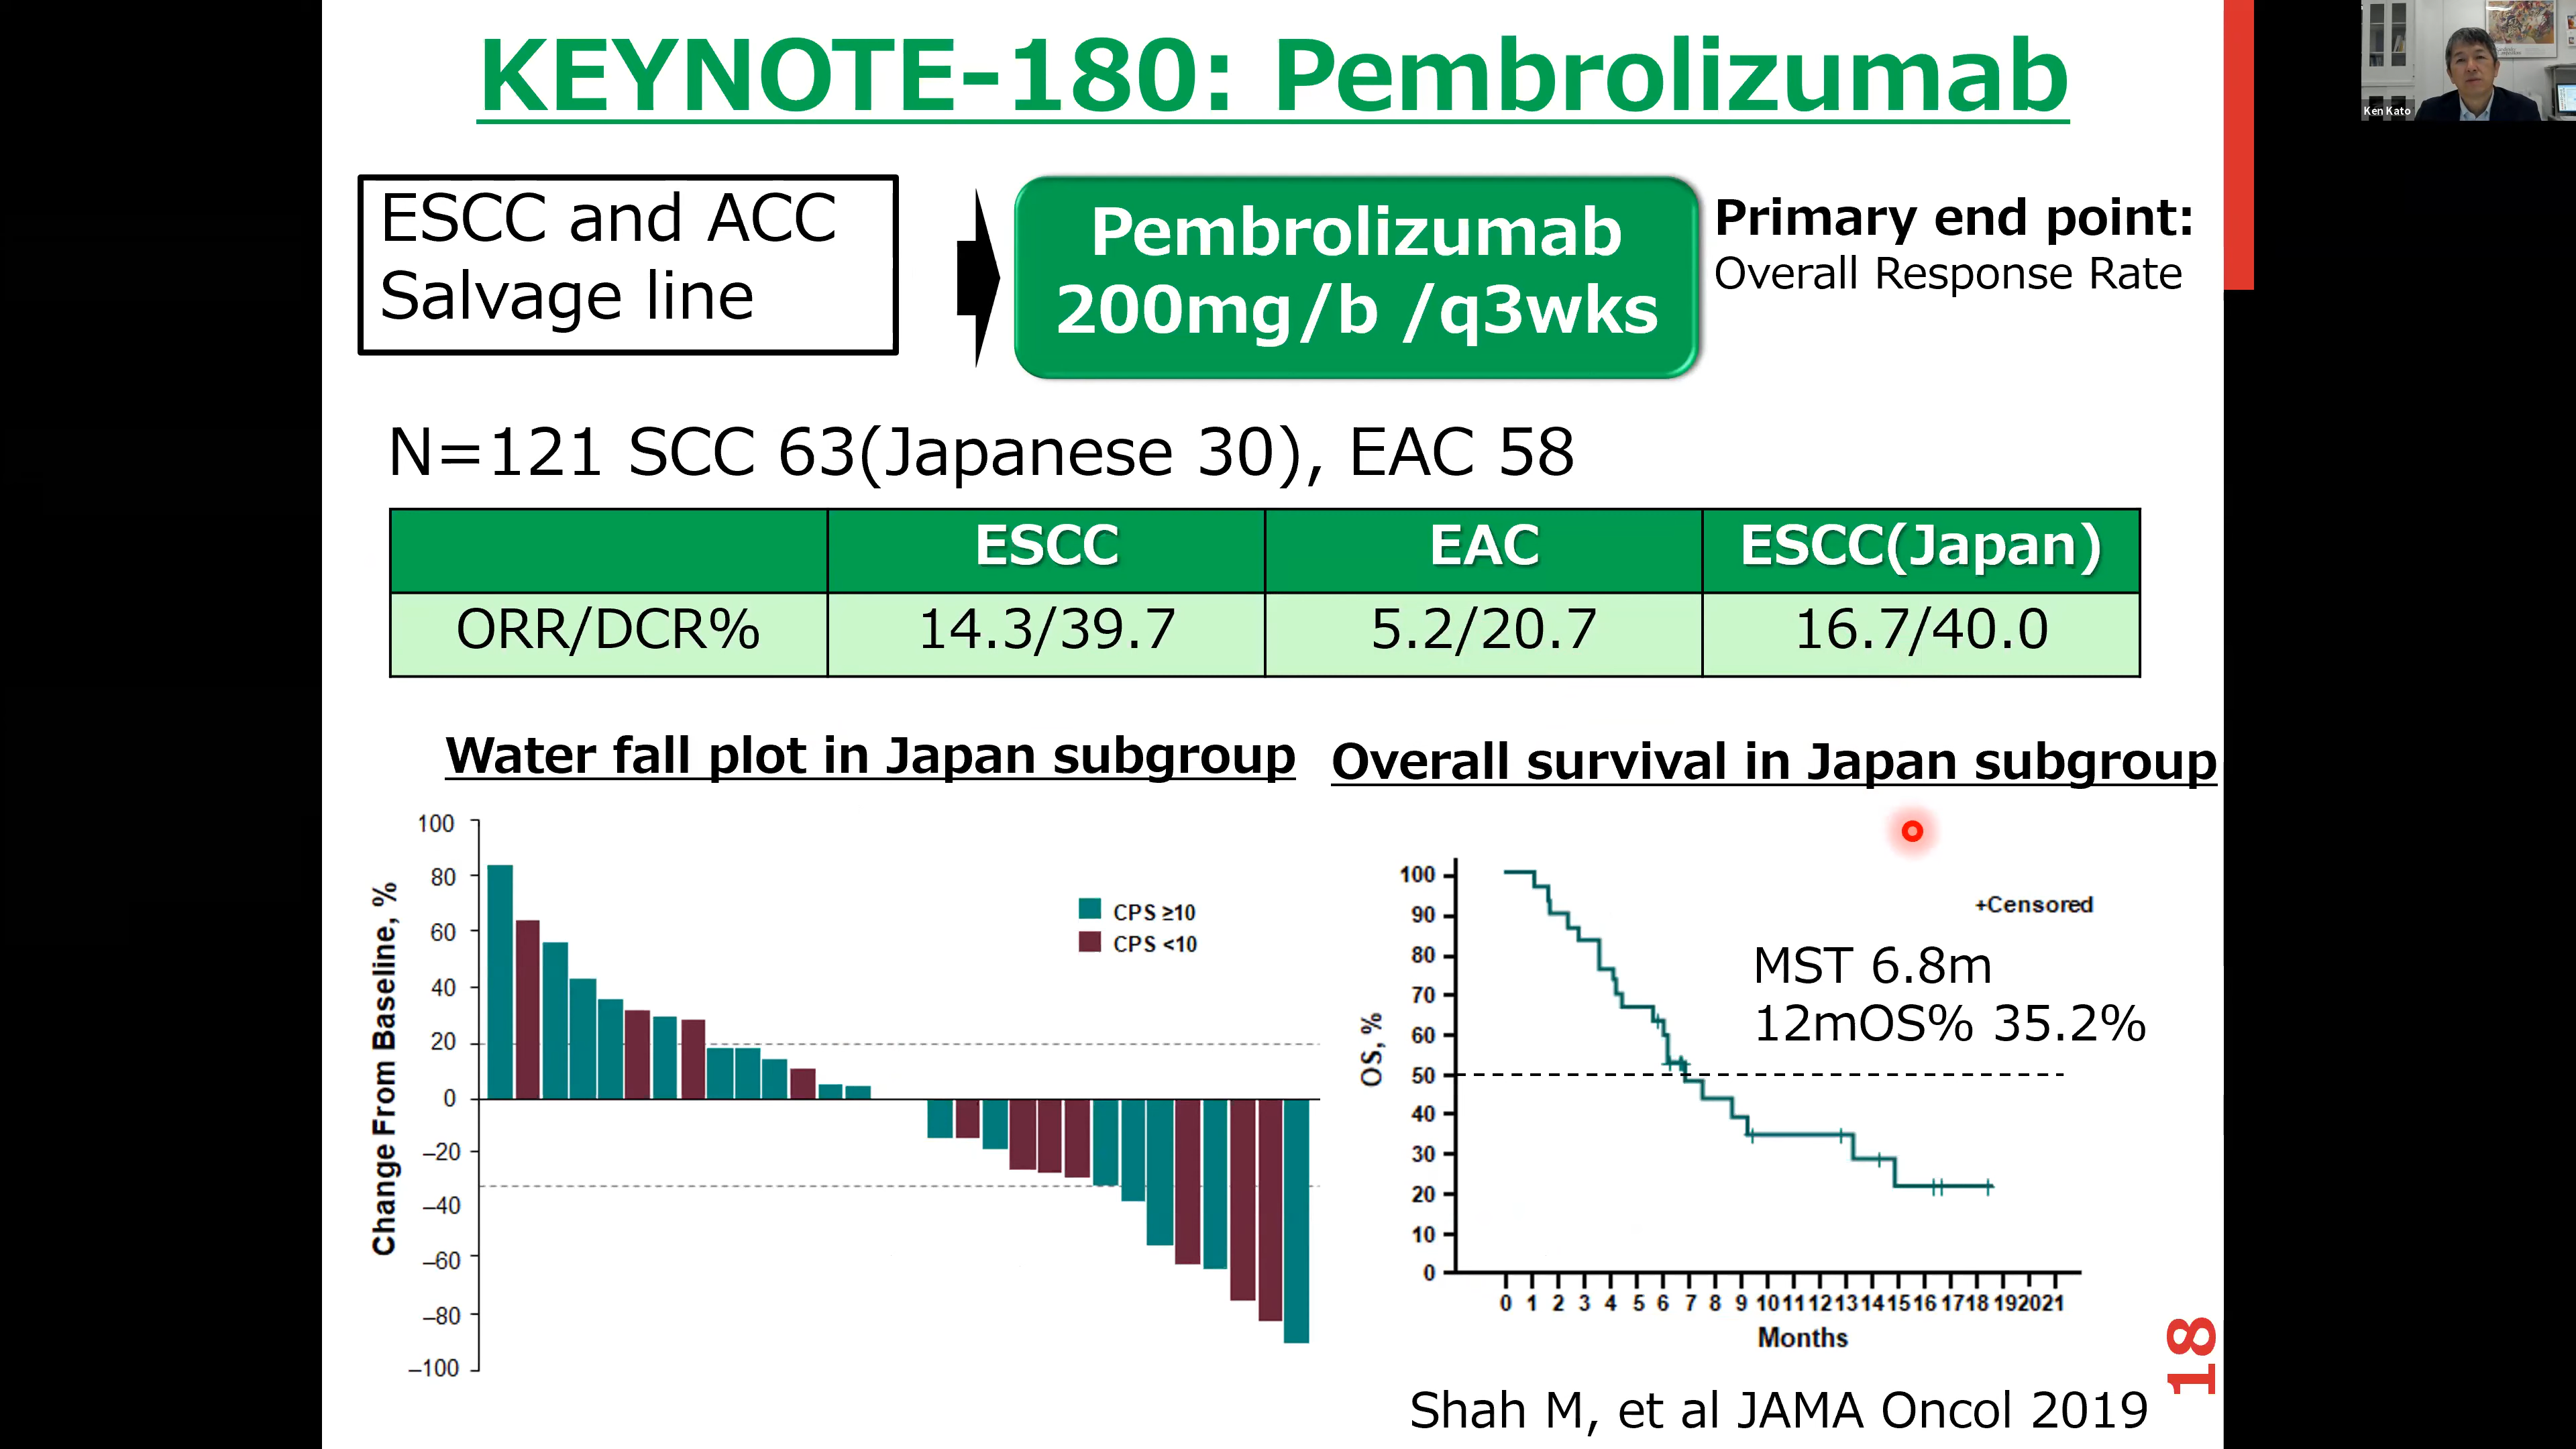 KEYNOTE-180: Pembrolizumab
Ken Kato
ESCC and ACC
Salvage line
Pembrolizumab
200mg/b /q3wks
Primary end point:
Overall Response Rate
N=121 SCC 63(Japanese 30), EAC 58
ESCC EAC ESCC(Japan)
ORR/DCR% 14.3/39.7 5.2/20.7 16.7/40.0
Water fall plot in Japan subgroup
100
80
60
40
20
0
–20
–40
–60
–80
–100
Change From Baseline, %
CPS ≥10
CPS <10
Overall survival in Japan subgroup
100
90
80
70
60
50
40
30
20
10
0
OS, %
+Censored
MST 6.8m
12mOS% 35.2%
0 1 2 3 4 5 6 7 8 9 10 11 12 13 14 15 16 17 18 19 20 21
Months
Shah M, et al JAMA Oncol 2019
18